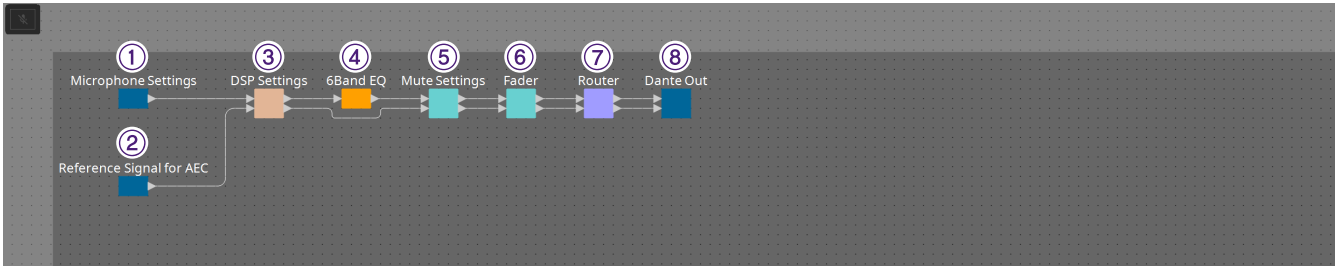 ① ③ ④ ⑤ ⑥ ⑦ ⑧
Microphone Settings DSP Settings 6Band EQ Mute Settings Fader Router Dante Out
②
Reference Signal for AEC